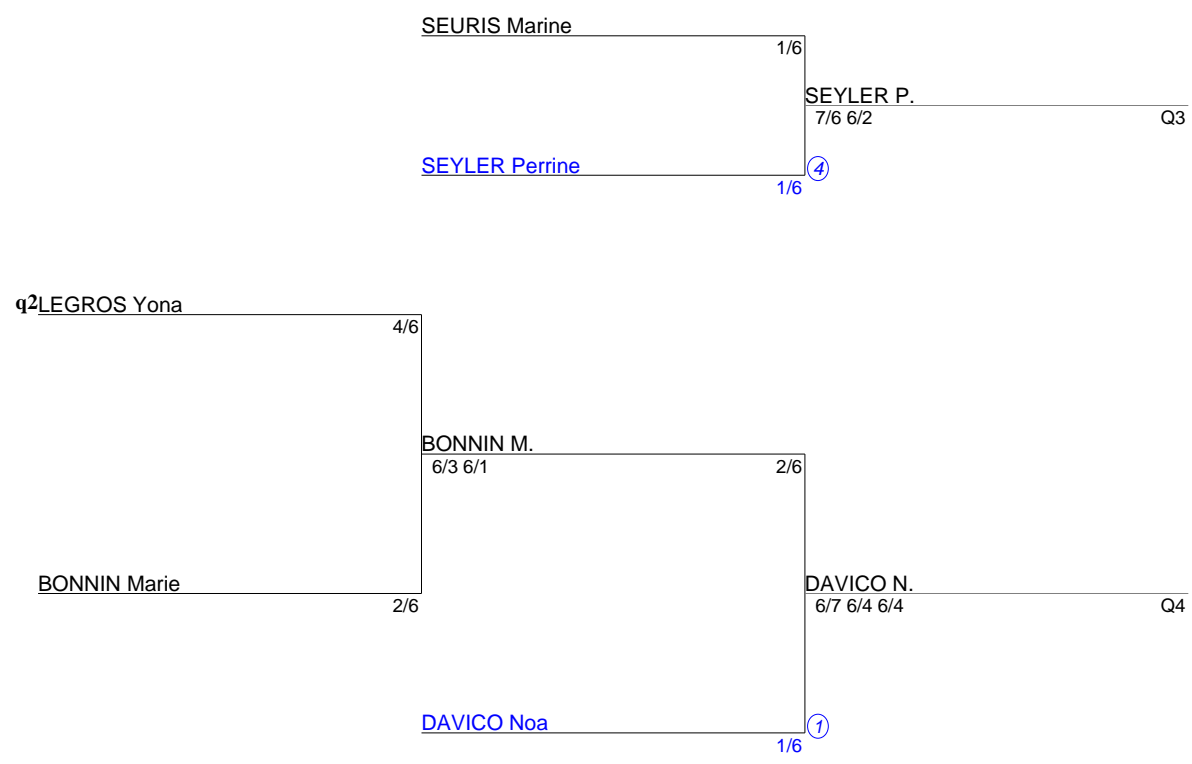 SEURIS Marine
1/6
SEYLER P.
7/6 6/2
Q3
SEYLER Perrine
4
1/6
q2 LEGROS Yona
4/6
BONNIN M.
6/3 6/1
2/6
BONNIN Marie
2/6
DAVICO N.
6/7 6/4 6/4
Q4
DAVICO Noa
1
1/6